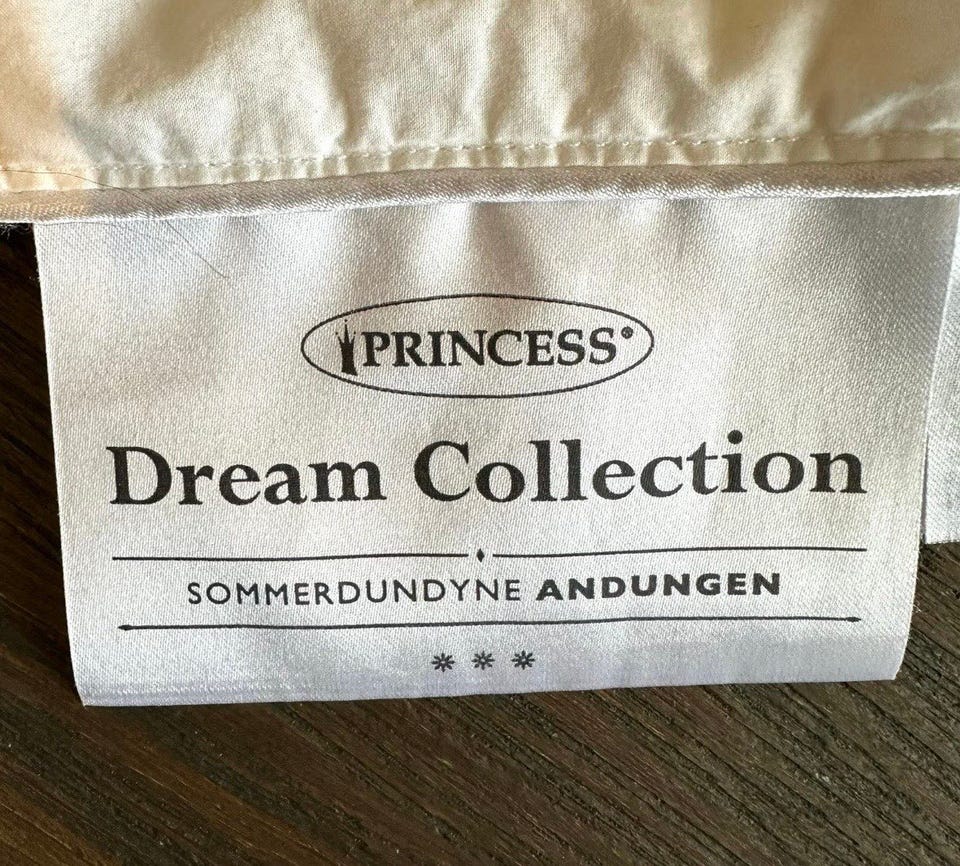 PRINCESS®
Dream Collection
SOMMERDUNDYNE ANDUNGEN
* * *